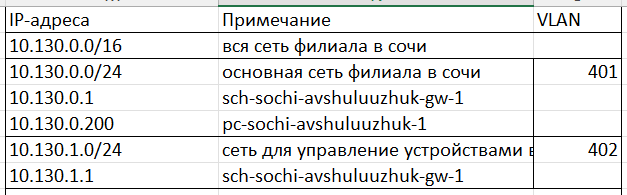 IP-адреса Примечание VLAN
10.130.0.0/16 вся сеть филиала в сочи
10.130.0.0/24 основная сеть филиала в сочи 401
10.130.0.1 sch-sochi-avshuluuzhuk-gw-1
10.130.0.200 pc-sochi-avshuluuzhuk-1
10.130.1.0/24 сеть для управление устройствами в 402
10.130.1.1 sch-sochi-avshuluuzhuk-gw-1